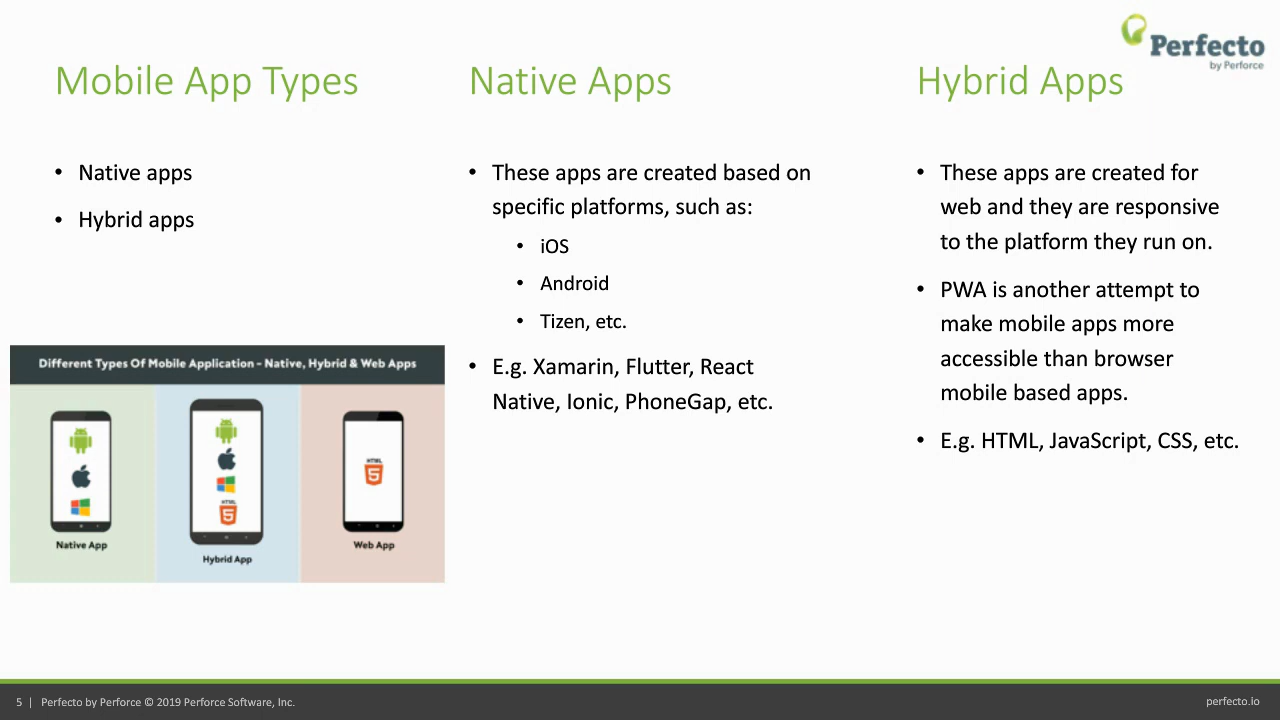 Perfecto
by Perforce
Mobile App Types
• Native apps
• Hybrid apps
Different Types Of Mobile Application – Native, Hybrid & Web Apps
Native App
HTML
5
Hybrid App
HTML
5
Web App
Native Apps
• These apps are created based on
specific platforms, such as:
• iOS
• Android
• Tizen, etc.
• E.g. Xamarin, Flutter, React
Native, Ionic, PhoneGap, etc.
Hybrid Apps
• These apps are created for
web and they are responsive
to the platform they run on.
• PWA is another attempt to
make mobile apps more
accessible than browser
mobile based apps.
• E.g. HTML, JavaScript, CSS, etc.
5 | Perfecto by Perforce © 2019 Perforce Software, Inc.
perfecto.io